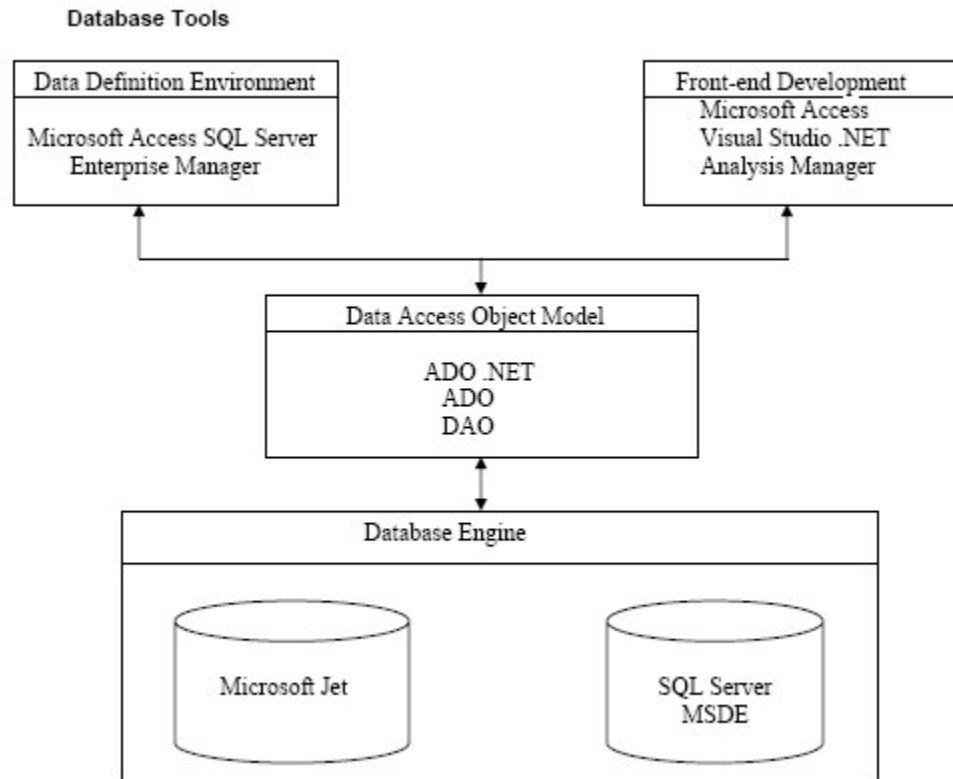 Database Tools
Data Definition Environment
Microsoft Access SQL Server
Enterprise Manager
Front-end Development
Microsoft Access
Visual Studio .NET
Analysis Manager
Data Access Object Model
ADO .NET
ADO
DAO
Database Engine
Microsoft Jet
SQL Server
MSDE